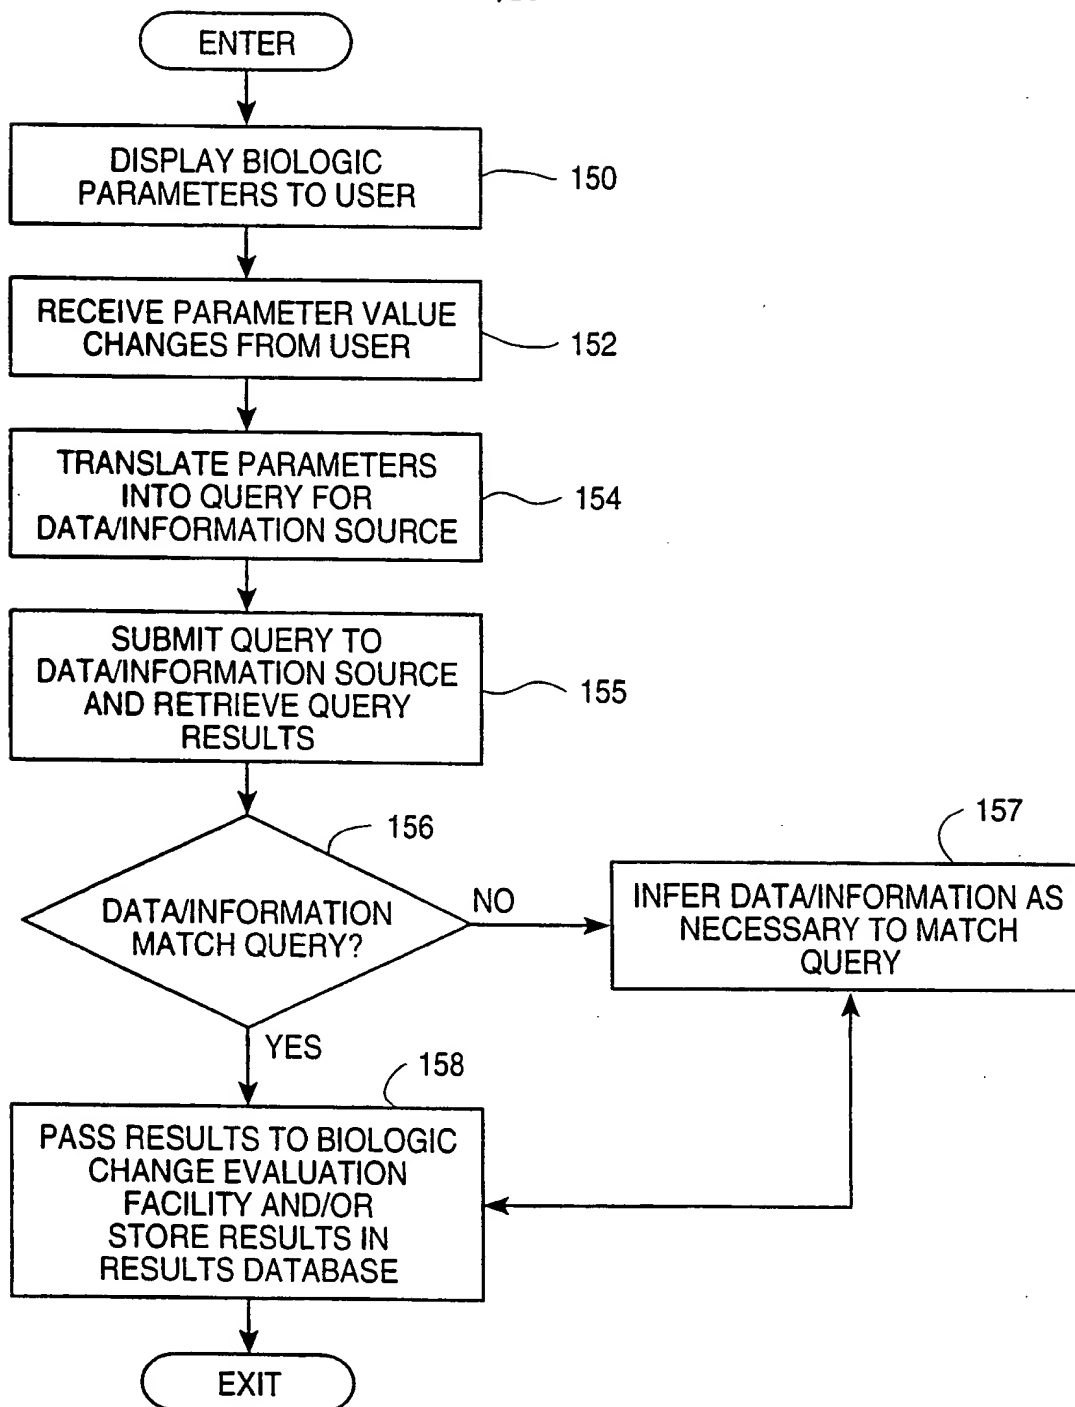 ENTER
DISPLAY BIOLOGIC
PARAMETERS TO USER
150
RECEIVE PARAMETER VALUE
CHANGES FROM USER
152
TRANSLATE PARAMETERS
INTO QUERY FOR
DATA/INFORMATION SOURCE
154
SUBMIT QUERY TO
DATA/INFORMATION SOURCE
AND RETRIEVE QUERY
RESULTS
155
156
DATA/INFORMATION
MATCH QUERY?
NO
157
INFER DATA/INFORMATION AS
NECESSARY TO MATCH
QUERY
YES
158
PASS RESULTS TO BIOLOGIC
CHANGE EVALUATION
FACILITY AND/OR
STORE RESULTS IN
RESULTS DATABASE
EXIT